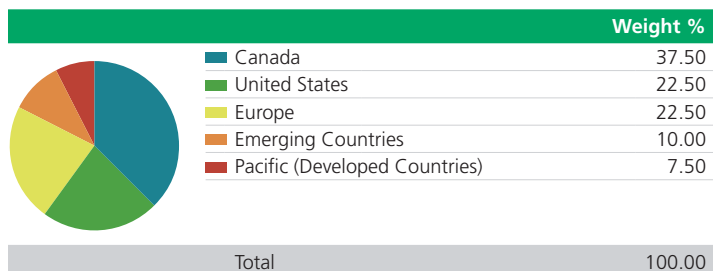 Weight %
Canada 37.50
United States 22.50
Europe 22.50
Emerging Countries 10.00
Pacific (Developed Countries) 7.50
Total 100.00